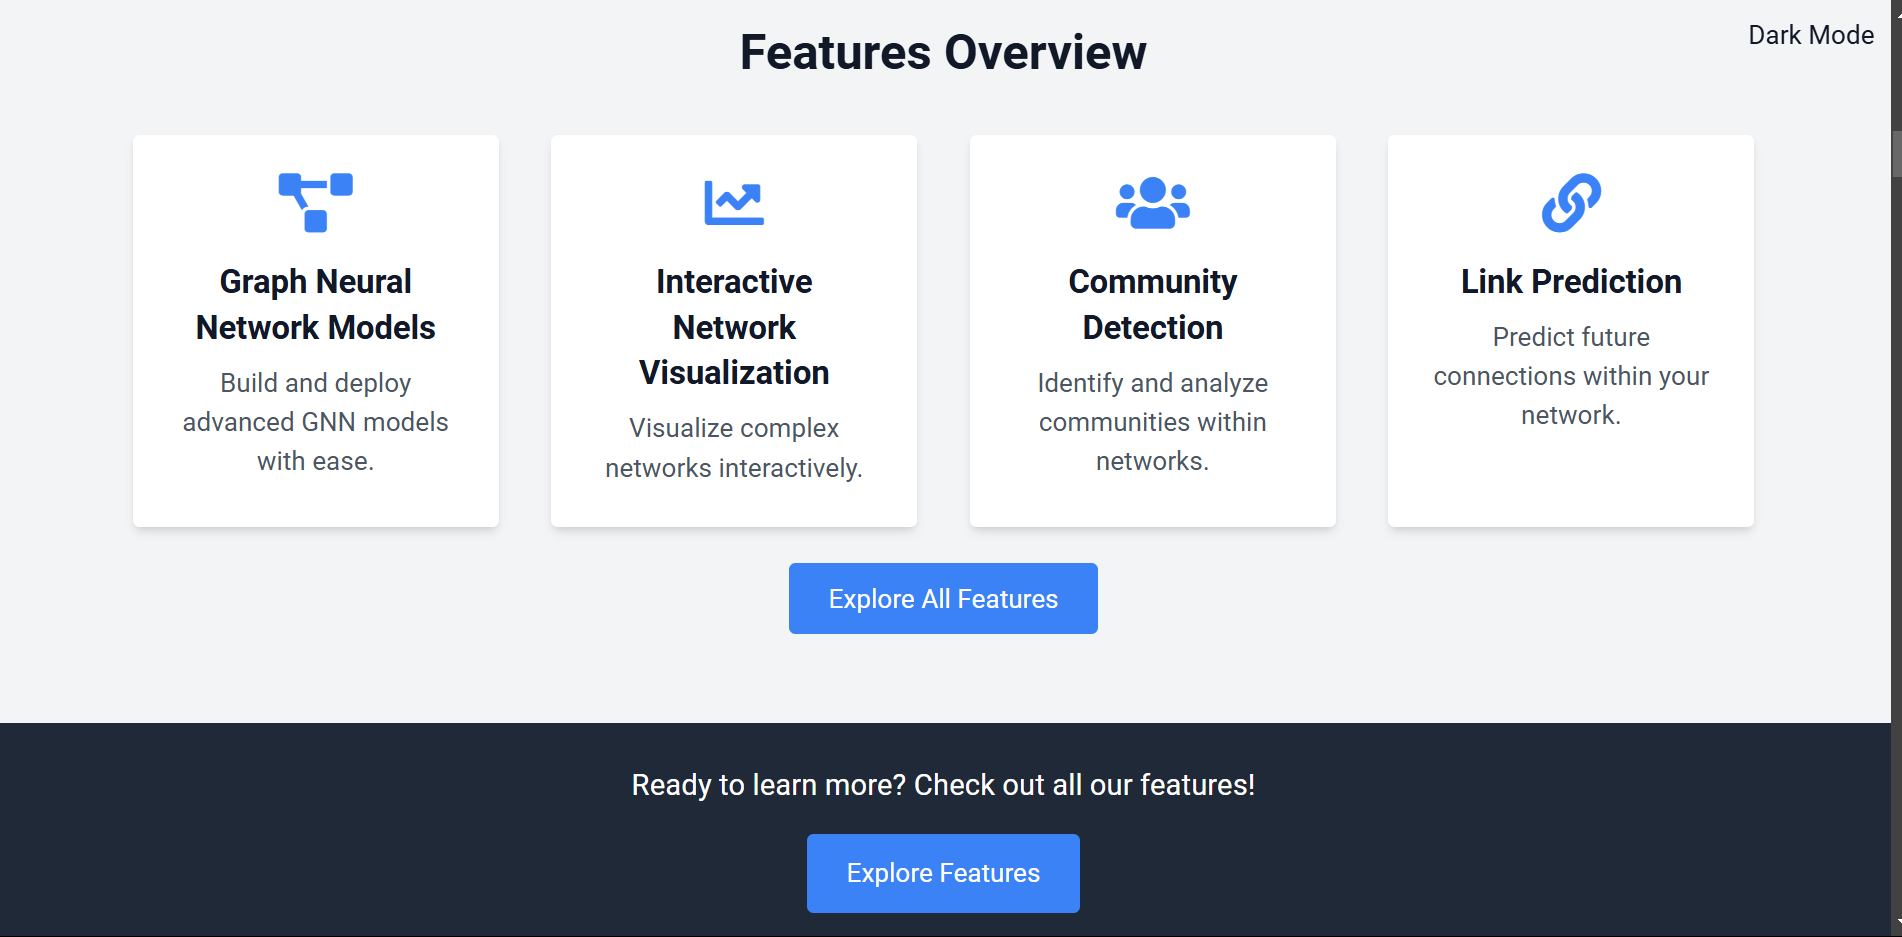 Dark Mode
Features Overview
Graph Neural
Network Models
Build and deploy
advanced GNN models
with ease.
Interactive
Network
Visualization
Visualize complex
networks interactively.
Community
Detection
Identify and analyze
communities within
networks.
Link Prediction
Predict future
connections within your
network.
Explore All Features
Ready to learn more? Check out all our features!
Explore Features